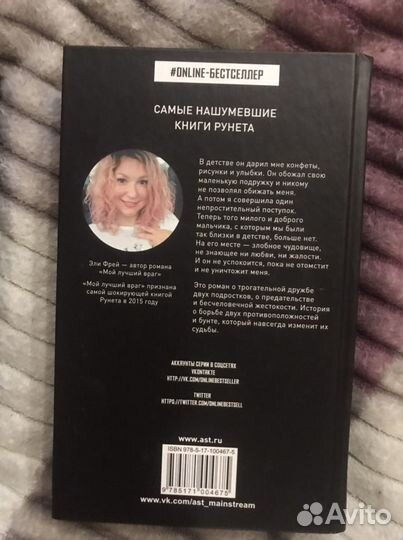 #ONLINE-БЕСТСЕЛЛЕР
САМЫЕ НАШУМЕВШИЕ
КНИГИ РУНЕТА
В детстве он дарил мне конфеты,
рисунки и улыбки. Он обожал свою
маленькую подружку и никому
не позволял обижать меня.
А потом я совершила один
непростительный поступок.
Теперь того милого и доброго
мальчика, с которым мы были
так близки в детстве, больше нет.
На его месте — злобное чудовище,
не знающее ни любви, ни жалости.
И он не успокоится, пока не отомстит
и не уничтожит меня.
Это роман о трогательной дружбе
двух подростков, о предательстве
и бесчеловечной жестокости. История
о борьбе двух противоположностей
и бунте, который навсегда изменит их
судьбы.
Эли Фрей — автор романа
«Мой лучший враг»
«Мой лучший враг» признана
самой шокирующей книгой
Рунета в 2015 году
АККАУНТЫ СЕРИИ В СОЦСЕТЯХ
VKONTAKTE
HTTP://VK.COM/ONLINEBESTSELLER
TWITTER
HTTPS://TWITTER.COM/ONLINEBESTSELL
www.ast.ru
ISBN 978-5-17-100467-5
9 785171 004675
www.vk.com/ast_mainstream
Avito